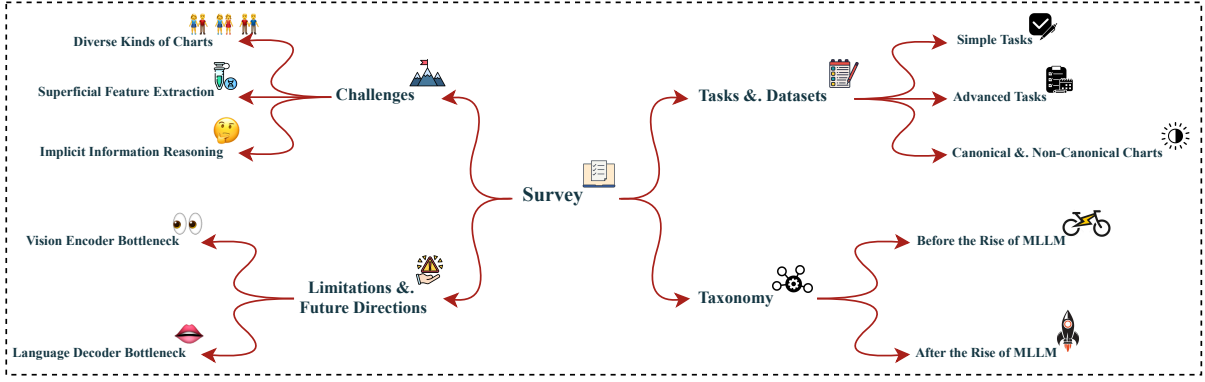 Diverse Kinds of Charts
Superficial Feature Extraction
Implicit Information Reasoning
Challenges
Vision Encoder Bottleneck
Language Decoder Bottleneck
Limitations &.
Future Directions
Survey
Tasks &. Datasets
Simple Tasks
Advanced Tasks
Canonical &. Non-Canonical Charts
Taxonomy
Before the Rise of MLLM
After the Rise of MLLM